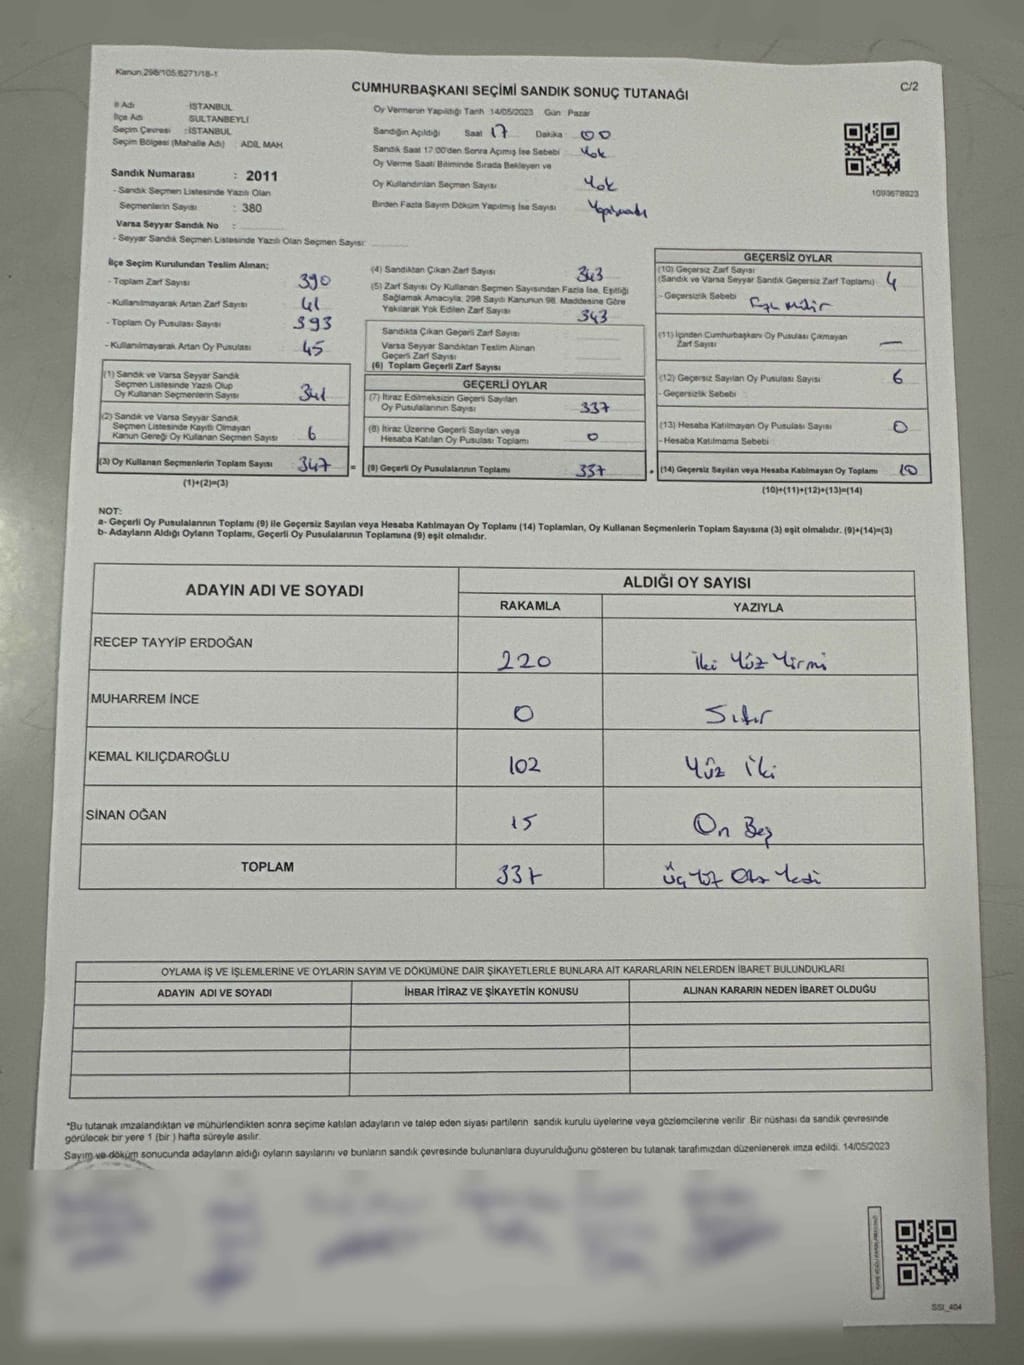 Kanun,298/105;6271/18-1
C/2
CUMHURBAŞKANI SEÇİMİ SANDIK SONUÇ TUTANAĞI
İl Adı :İSTANBUL
İlçe Adı SULTANBEYLİ
Seçim Çevresi :İSTANBUL
Seçim Bölgesi (Mahalle Adı) : ADİL MAH.
Sandık Numarası : 2011
- Sandık Seçmen Listesinde Yazılı Olan
Seçmenlerin Sayısı : 380
Varsa Seyyar Sandık No :
- Seyyar Sandık Seçmen Listesinde Yazılı Olan Seçmen Sayısı:
Oy Vermenin Yapıldığı Tarih 14/05/2023 Gün Pazar
Sandığın Açıldığı Saat 17 Dakika 00
Sandık Saat 17:00'den Sonra Açımış İse Sebebi Yok
Oy Verme Saati Bitiminde Sırada Bekleyen ve
Oy Kullandırılan Seçmen Sayısı Yok
Birden Fazla Sayım Döküm Yapılmış İse Sayısı Yapılmadı
1093678923
İlçe Seçim Kurulundan Teslim Alınan;
- Toplam Zarf Sayısı 390
- Kullanılmayarak Artan Zarf Sayısı 41
- Toplam Oy Pusulası Sayısı 393
- Kullanılmayarak Artan Oy Pusulası 45
(1) Sandık ve Varsa Seyyar Sandık
Seçmen Listesinde Yazılı Olup
Oy Kullanan Seçmenlerin Sayısı 341
(2) Sandık ve Varsa Seyyar Sandık
Seçmen Listesinde Kayıtlı Olmayan
Kanun Gereği Oy Kullanan Seçmen Sayısı 6
(3) Oy Kullanan Seçmenlerin Toplam Sayısı 347
(1)+(2)=(3)
(4) Sandıktan Çıkan Zarf Sayısı 343
(5) Zarf Sayısı Oy Kullanan Seçmen Sayısından Fazla İse, Eşitliği
Sağlamak Amacıyla; 298 Sayılı Kanunun 98. Maddesine Göre
Yakılarak Yok Edilen Zarf Sayısı 343
Sandıkta Çıkan Geçerli Zarf Sayısı
Varsa Seyyar Sandıktan Teslim Alınan
Geçerli Zarf Sayısı
(6) Toplam Geçerli Zarf Sayısı
GEÇERLİ OYLAR
(7) İtiraz Edilmeksizin Geçerli Sayılan
Oy Pusulalarının Sayısı 337
(8) İtiraz Üzerine Geçerli Sayılan veya
Hesaba Katılan Oy Pusulası Toplamı 0
= (9) Geçerli Oy Pusulalarının Toplamı 337
GEÇERSİZ OYLAR
(10) Geçersiz Zarf Sayısı
(Sandık ve Varsa Seyyar Sandık Geçersiz Zarf Toplamı) 4
- Geçersizlik Sebebi
(11) İçinden Cumhurbaşkanı Oy Pusulası Çıkmayan
Zarf Sayısı —
(12) Geçersiz Sayılan Oy Pusulası Sayısı 6
- Geçersizlik Sebebi
(13) Hesaba Katılmayan Oy Pusulası Sayısı 0
- Hesaba Katılmama Sebebi
+ (14) Geçersiz Sayılan veya Hesaba Katılmayan Oy Toplamı 10
(10)+(11)+(12)+(13)=(14)
NOT:
a- Geçerli Oy Pusulalarının Toplamı (9) ile Geçersiz Sayılan veya Hesaba Katılmayan Oy Toplamı (14) Toplamları, Oy Kullanan Seçmenlerin Toplam Sayısına (3) eşit olmalıdır. (9)+(14)=(3)
b- Adayların Aldığı Oyların Toplamı, Geçerli Oy Pusulalarının Toplamına (9) eşit olmalıdır.
ADAYIN ADI VE SOYADI
ALDIĞI OY SAYISI
RAKAMLA YAZIYLA
RECEP TAYYİP ERDOĞAN 220 İki Yüz Yirmi
MUHARREM İNCE 0 Sıfır
KEMAL KILIÇDAROĞLU 102 Yüz İki
SİNAN OĞAN 15 On Beş
TOPLAM 337 Üç Yüz Otuz Yedi
OYLAMA İŞ VE İŞLEMLERİNE VE OYLARIN SAYIM VE DÖKÜMÜNE DAİR ŞİKAYETLERLE BUNLARA AİT KARARLARIN NELERDEN İBARET BULUNDUKLARI
ADAYIN ADI VE SOYADI İHBAR İTİRAZ VE ŞİKAYETİN KONUSU ALINAN KARARIN NEDEN İBARET OLDUĞU
*Bu tutanak imzalandıktan ve mühürlendikten sonra seçime katılan adayların ve talep eden siyasi partilerin sandık kurulu üyelerine veya gözlemcilerine verilir. Bir nüshası da sandık çevresinde
görülecek bir yere 1 (bir ) hafta süreyle asılır.
Sayım ve döküm sonucunda adayların aldığı oyların sayılarını ve bunların sandık çevresinde bulunanlara duyurulduğunu gösteren bu tutanak tarafımızdan düzenlenerek imza edildi. 14/05/2023
SSI_404